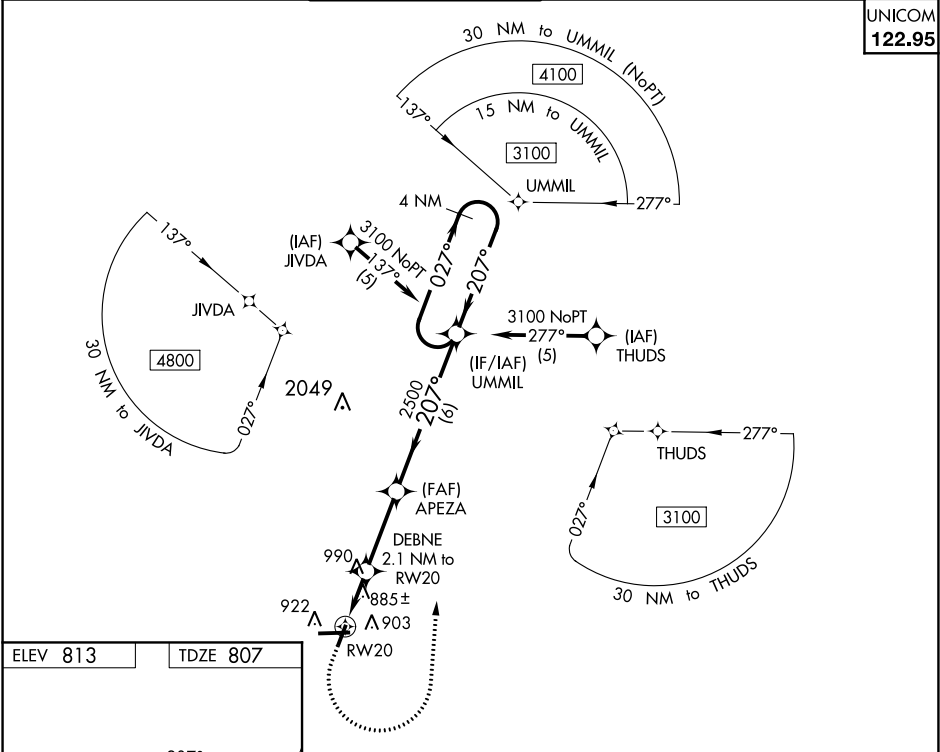 UNICOM
122.95
30 NM to UMMIL (NoPT)
4100
137°
15 NM to UMMIL
3100
UMMIL
277°
4 NM
(IAF)
JIVDA
3100 NoPT
137°
(5)
027°
207°
137°
JIVDA
4800
30 NM to JIVDA
027°
3100 NoPT
277°
(5)
(IAF)
THUDS
(IF/IAF)
UMMIL
2049
2500
207°
(6)
277°
THUDS
027°
3100
30 NM to THUDS
(FAF)
APEZA
DEBNE
2.1 NM to
RW20
990
885±
922
903
RW20
ELEV 813
TDZE 807